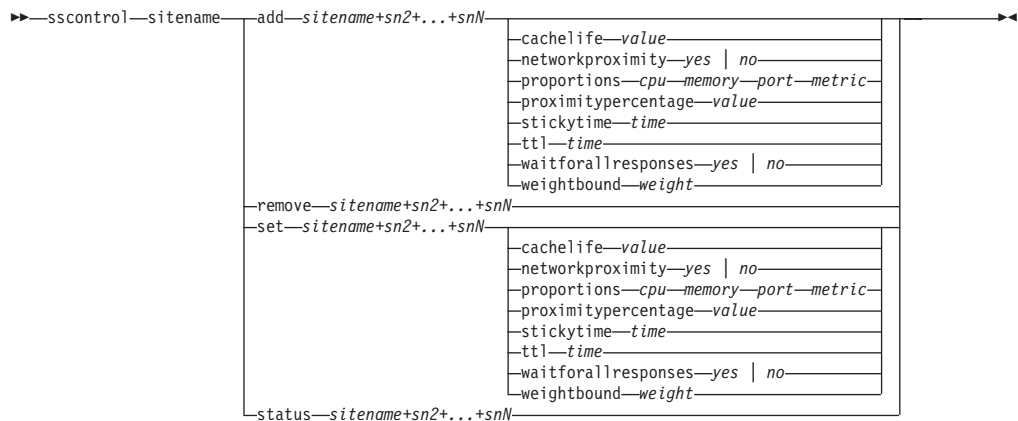 sscontrol sitename add sitename+sn2+...+snN
cachelife value
networkproximity yes | no
proportions cpu memory port metric
proximitypercentage value
stickytime time
ttl time
waitforallresponses yes | no
weightbound weight
remove sitename+sn2+...+snN
set sitename+sn2+...+snN
cachelife value
networkproximity yes | no
proportions cpu memory port metric
proximitypercentage value
stickytime time
ttl time
waitforallresponses yes | no
weightbound weight
status sitename+sn2+...+snN